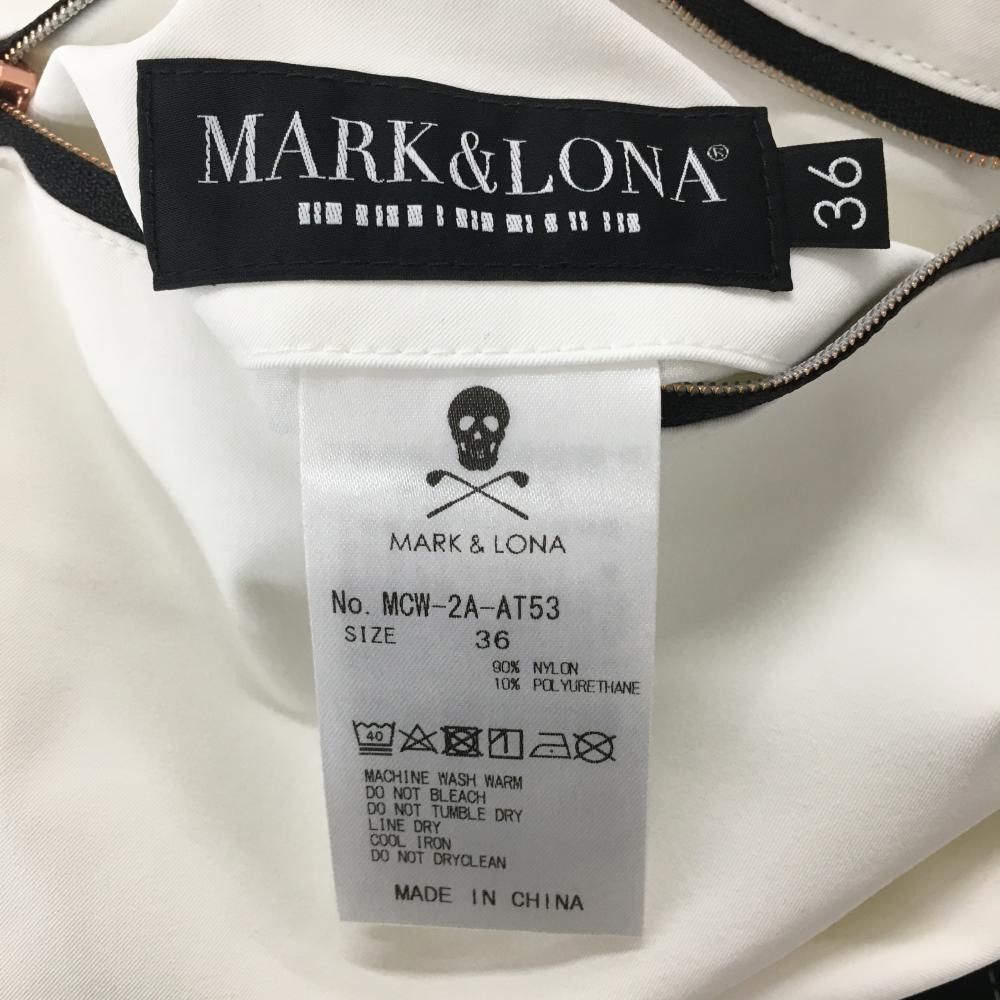 MARK&LONA®
36
MARK & LONA
No. MCW-2A-AT53
SIZE 36
90% NYLON
10% POLYURETHANE
40
MACHINE WASH WARM
DO NOT BLEACH
DO NOT TUMBLE DRY
LINE DRY
COOL IRON
DO NOT DRYCLEAN
MADE IN CHINA